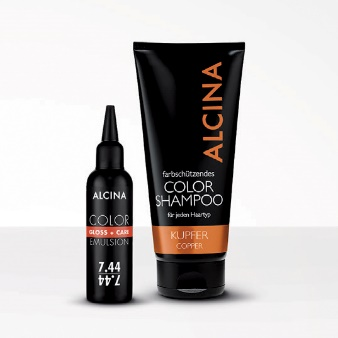 ALCINA
COLOR
GLOSS + CARE
EMULSION
7.44
7.44
ALCINA
farbschützendes
COLOR
SHAMPOO
für jeden Haartyp
KUPFER
COPPER